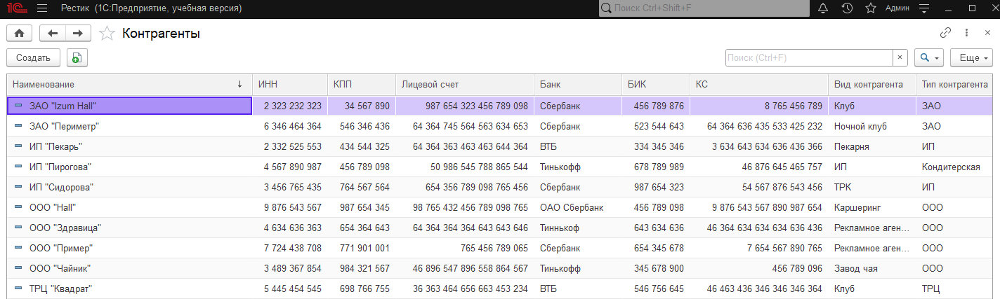 1С Рестик (1С:Предприятие, учебная версия) Поиск Ctrl+Shift+F Админ
Контрагенты
Создать Поиск (Ctrl+F) × Еще
Наименование ↓ ИНН КПП Лицевой счет Банк БИК КС Вид контрагента Тип контрагента
ЗАО "Izum Hall" 2 323 232 323 34 567 890 987 654 323 456 789 098 Сбербанк 456 789 876 8 765 456 789 Клуб ЗАО
ЗАО "Периметр" 6 346 464 364 546 346 436 64 364 745 564 563 634 653 Сбербанк 523 544 643 64 364 636 435 533 425 232 Ночной клуб ЗАО
ИП "Пекарь" 2 332 525 553 434 544 325 64 364 363 463 463 644 364 ВТБ 334 345 346 3 634 643 634 636 436 366 Пекарня ИП
ИП "Пирогова" 4 567 890 987 456 789 098 50 986 545 788 865 544 Тинькофф 678 789 989 46 876 645 465 757 ИП Кондитерская
ИП "Сидорова" 3 456 765 435 764 567 564 654 356 789 098 765 456 Сбербанк 987 654 323 54 567 876 543 456 ТРК ИП
ООО "Hall" 9 876 543 567 987 654 345 98 765 432 456 789 098 765 ОАО Сбербанк 456 789 098 9 876 543 567 890 987 654 Каршеринг ООО
ООО "Здравица" 4 634 636 363 654 364 643 64 364 364 364 643 643 646 Тиннькоф 643 634 636 46 364 634 634 634 636 436 Рекламное аген... ООО
ООО "Пример" 7 724 438 708 771 901 001 765 456 789 065 Сбербанк 654 345 678 7 654 567 890 765 Рекламное аген... ООО
ООО "Чайник" 3 489 367 854 984 321 567 46 896 547 896 558 864 567 Тинькофф 345 678 900 456 789 096 Завод чая ООО
ТРЦ "Квадрат" 5 445 454 545 698 766 755 36 363 464 656 663 453 234 ВТБ 546 756 645 46 463 436 346 346 346 364 Клуб ТРЦ